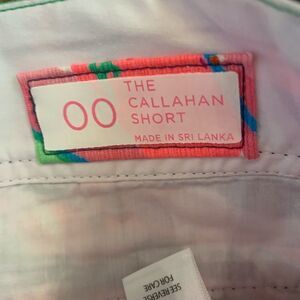 00
THE
CALLAHAN
SHORT
MADE IN SRI LANKA
SEE REVERSE
FOR CARE